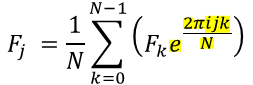 F_j = \frac{1}{N} \sum_{k=0}^{N-1} \left( F_k e^{\frac{2\pi ijk}{N}} \right)